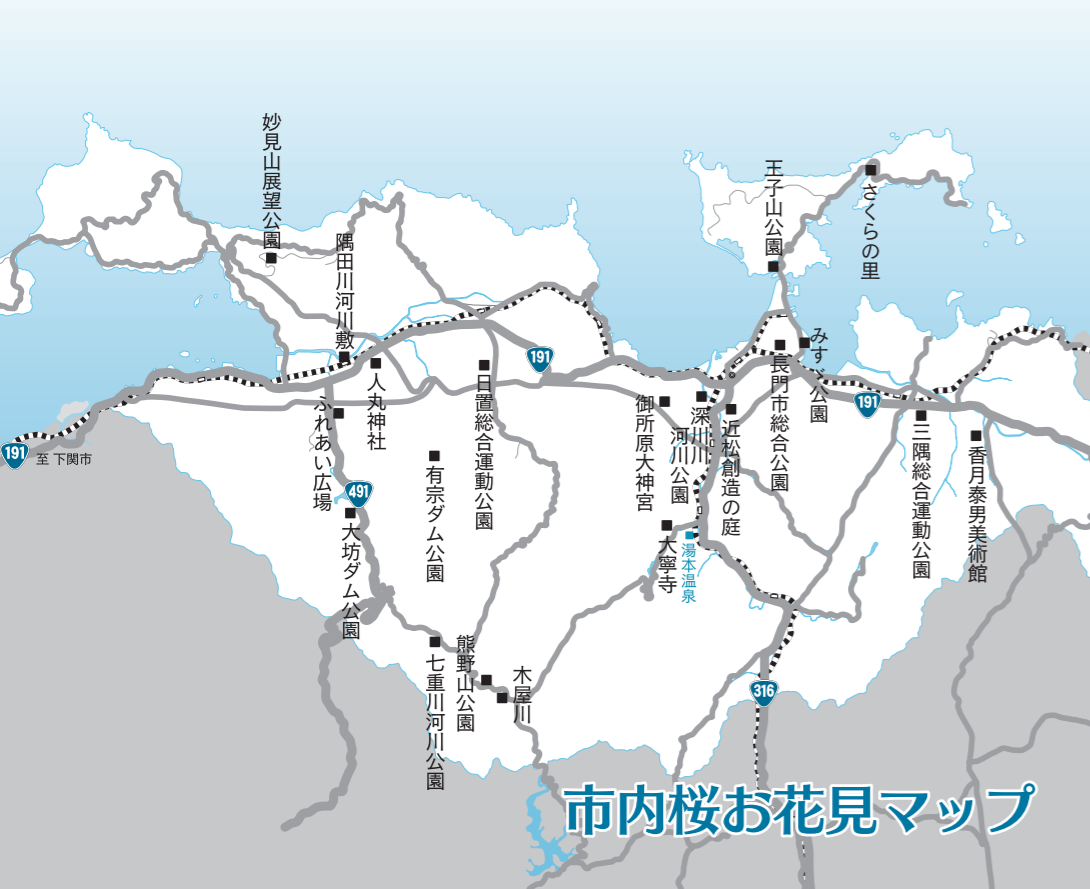 妙見山展望公園
隅田川河川敷
王子山公園
さくらの里
みすゞ公園
191
人丸神社
日置総合運動公園
長門市総合公園
191
191
至 下関市
ふれあい広場
491
有宗ダム公園
御所原大神宮
深川川
河川公園
近松創造の庭
三隅総合運動公園
香月泰男美術館
大坊ダム公園
大寧寺
湯本温泉
七重川河川公園
熊野山公園
木屋川
316
市内桜お花見マップ